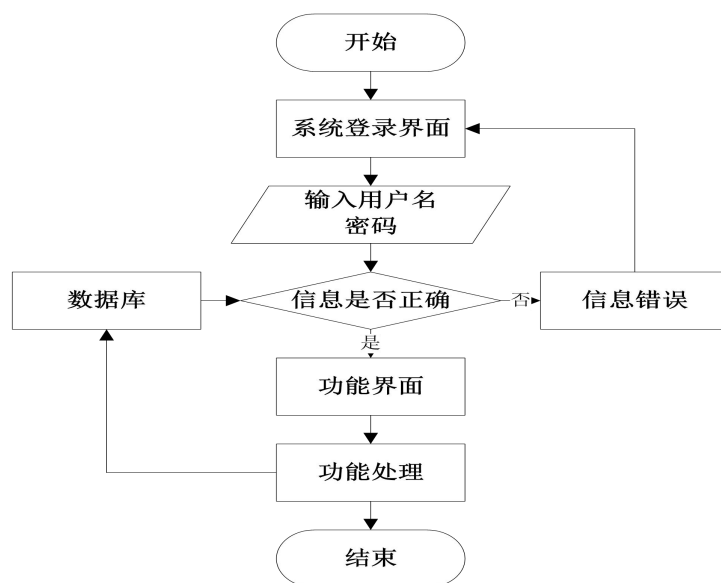 开始
系统登录界面
输入用户名
密码
数据库
信息是否正确
否
信息错误
是
功能界面
功能处理
结束